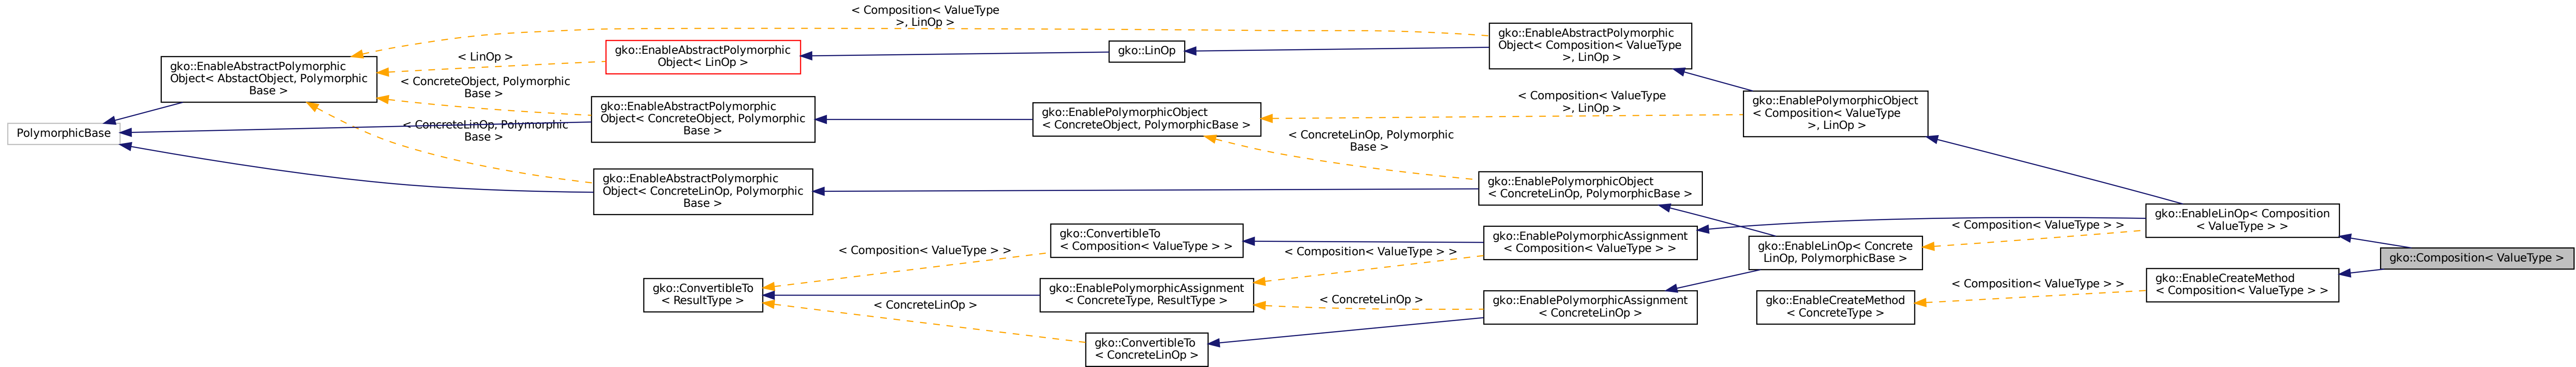 PolymorphicBase
gko::EnableAbstractPolymorphic
Object< AbstactObject, Polymorphic
Base >
< Composition< ValueType
>, LinOp >
< LinOp >
< ConcreteObject, Polymorphic
Base >
< ConcreteLinOp, Polymorphic
Base >
gko::EnableAbstractPolymorphic
Object< LinOp >
gko::EnableAbstractPolymorphic
Object< ConcreteObject, Polymorphic
Base >
gko::EnableAbstractPolymorphic
Object< ConcreteLinOp, Polymorphic
Base >
gko::ConvertibleTo
< ResultType >
< Composition< ValueType > >
< ConcreteLinOp >
gko::LinOp
gko::EnablePolymorphicObject
< ConcreteObject, PolymorphicBase >
gko::ConvertibleTo
< Composition< ValueType > >
gko::EnablePolymorphicAssignment
< ConcreteType, ResultType >
gko::ConvertibleTo
< ConcreteLinOp >
< Composition< ValueType
>, LinOp >
< ConcreteLinOp, Polymorphic
Base >
< Composition< ValueType > >
< ConcreteLinOp >
gko::EnableAbstractPolymorphic
Object< Composition< ValueType
>, LinOp >
gko::EnablePolymorphicObject
< ConcreteLinOp, PolymorphicBase >
gko::EnablePolymorphicAssignment
< Composition< ValueType > >
gko::EnablePolymorphicAssignment
< ConcreteLinOp >
gko::EnablePolymorphicObject
< Composition< ValueType
>, LinOp >
gko::EnableLinOp< Concrete
LinOp, PolymorphicBase >
gko::EnableCreateMethod
< ConcreteType >
< Composition< ValueType > >
< Composition< ValueType > >
gko::EnableLinOp< Composition
< ValueType > >
gko::EnableCreateMethod
< Composition< ValueType > >
gko::Composition< ValueType >